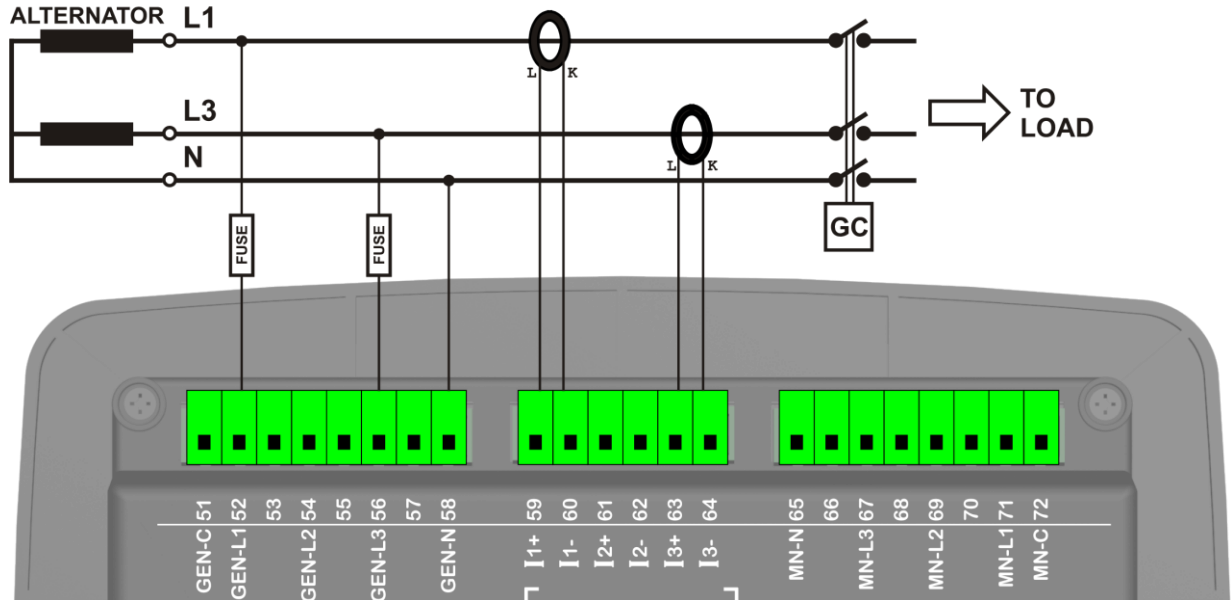 ALTERNATOR L1
L K
L3
TO
LOAD
L K
N
FUSE FUSE GC
51 52 53 54 55 56 57 58 59 60 61 62 63 64 65 66 67 68 69 70 71 72
GEN-C GEN-L1 GEN-L2 GEN-L3 GEN-N I1+ I1- I2+ I2- I3+ I3- MN-N MN-L3 MN-L2 MN-L1 MN-C